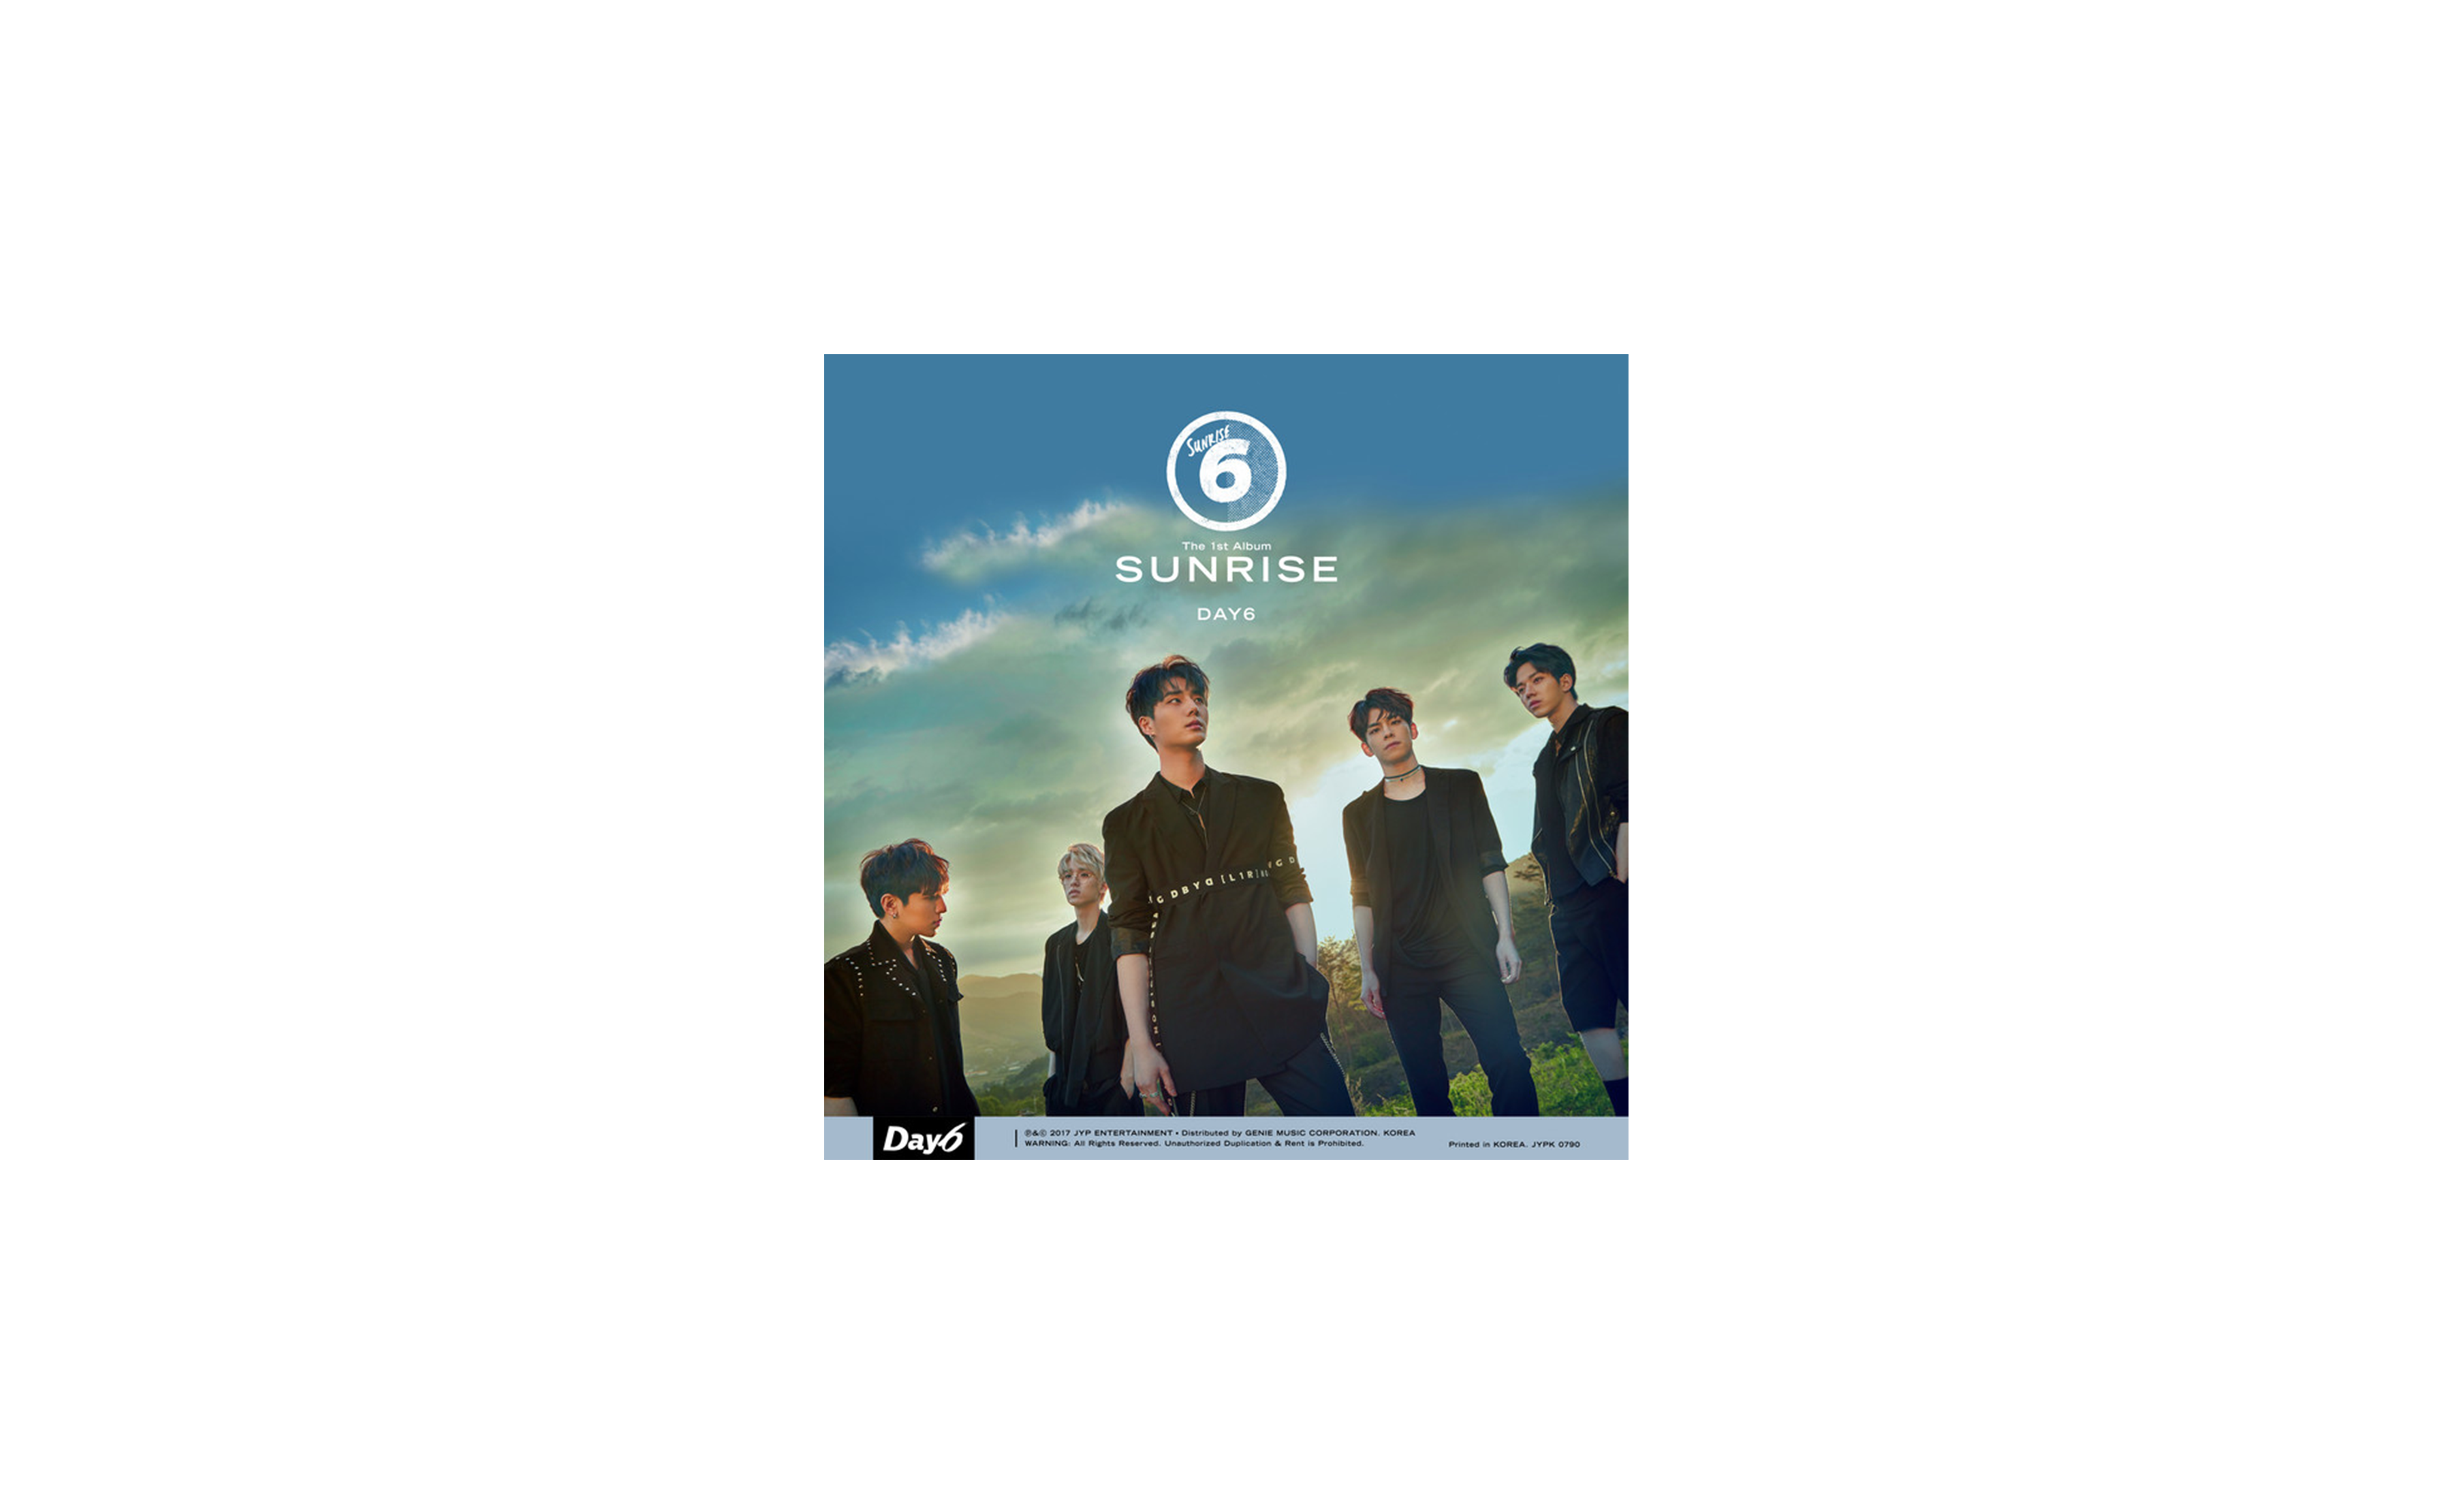 SUNRISE
6
The 1st Album
SUNRISE
DAY6
Day6
℗&© 2017 JYP ENTERTAINMENT • Distributed by GENIE MUSIC CORPORATION. KOREA
WARNING: All Rights Reserved. Unauthorized Duplication & Rent is Prohibited.
Printed in KOREA. JYPK 0790